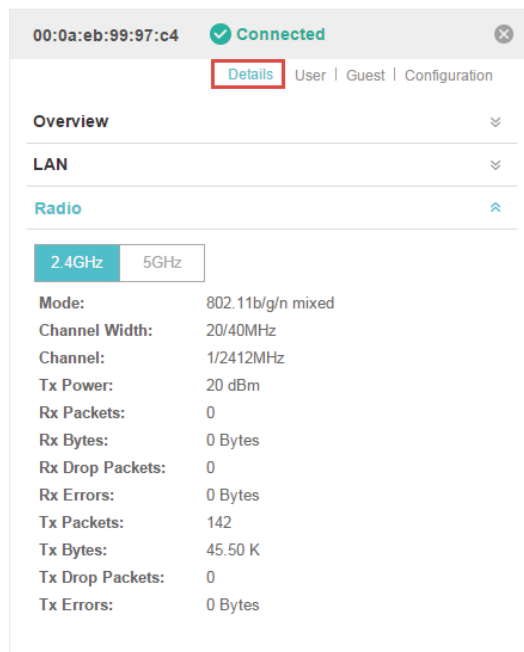 00:0a:eb:99:97:c4 Connected
Details User | Guest | Configuration
Overview
LAN
Radio
2.4GHz 5GHz
Mode: 802.11b/g/n mixed
Channel Width: 20/40MHz
Channel: 1/2412MHz
Tx Power: 20 dBm
Rx Packets: 0
Rx Bytes: 0 Bytes
Rx Drop Packets: 0
Rx Errors: 0 Bytes
Tx Packets: 142
Tx Bytes: 45.50 K
Tx Drop Packets: 0
Tx Errors: 0 Bytes